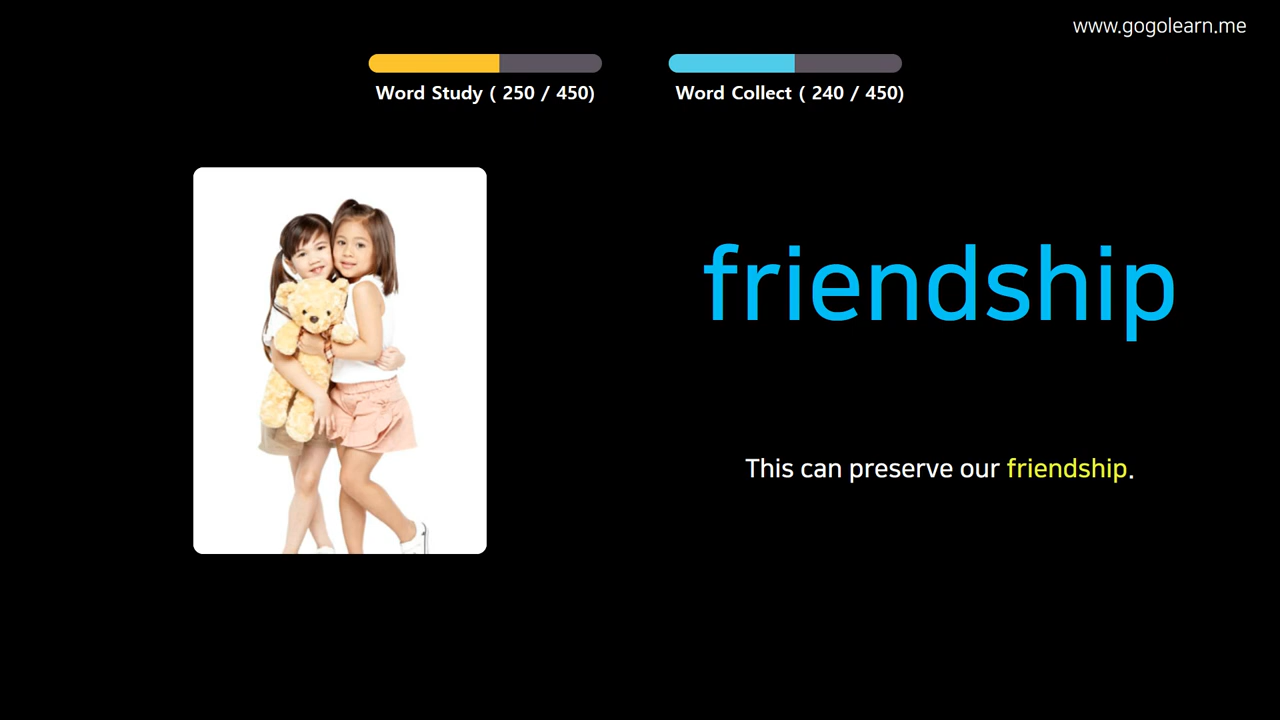 www.gogolearn.me
Word Study ( 250 / 450)
Word Collect ( 240 / 450)
friendship
This can preserve our friendship.